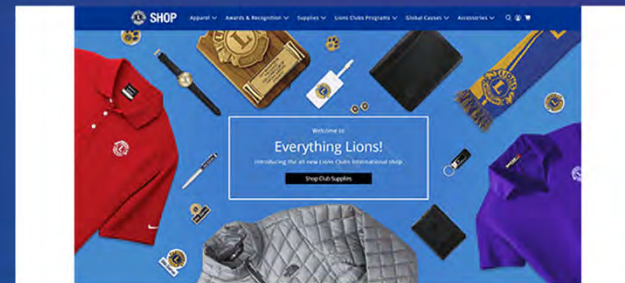 SHOP
Apparel
Awards & Recognition
Supplies
Lions Clubs Programs
Global Causes
Accessories
Welcome to
Everything Lions!
Introducing the all new Lions Clubs International shop
Shop Club Supplies
LIONS
L